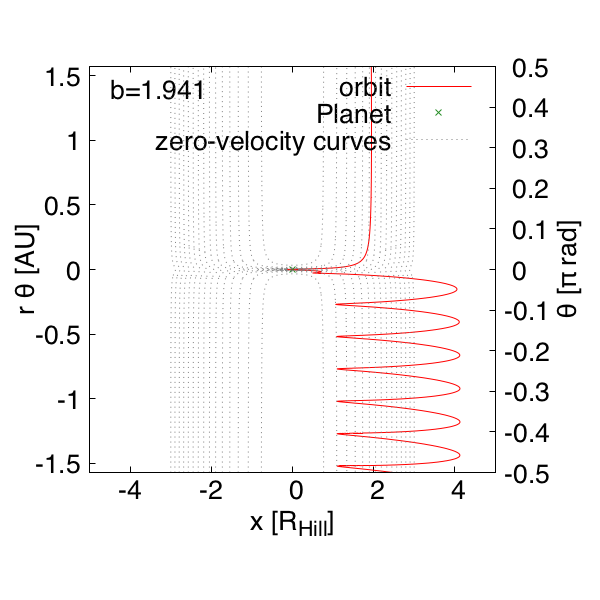 b=1.941
orbit
Planet
zero-velocity curves
r θ [AU]
1.5
1
0.5
0
-0.5
-1
-1.5
0.5
0.4
0.3
0.2
0.1
0
-0.1
-0.2
-0.3
-0.4
-0.5
θ [π rad]
-4 -2 0 2 4
x [R_Hill]